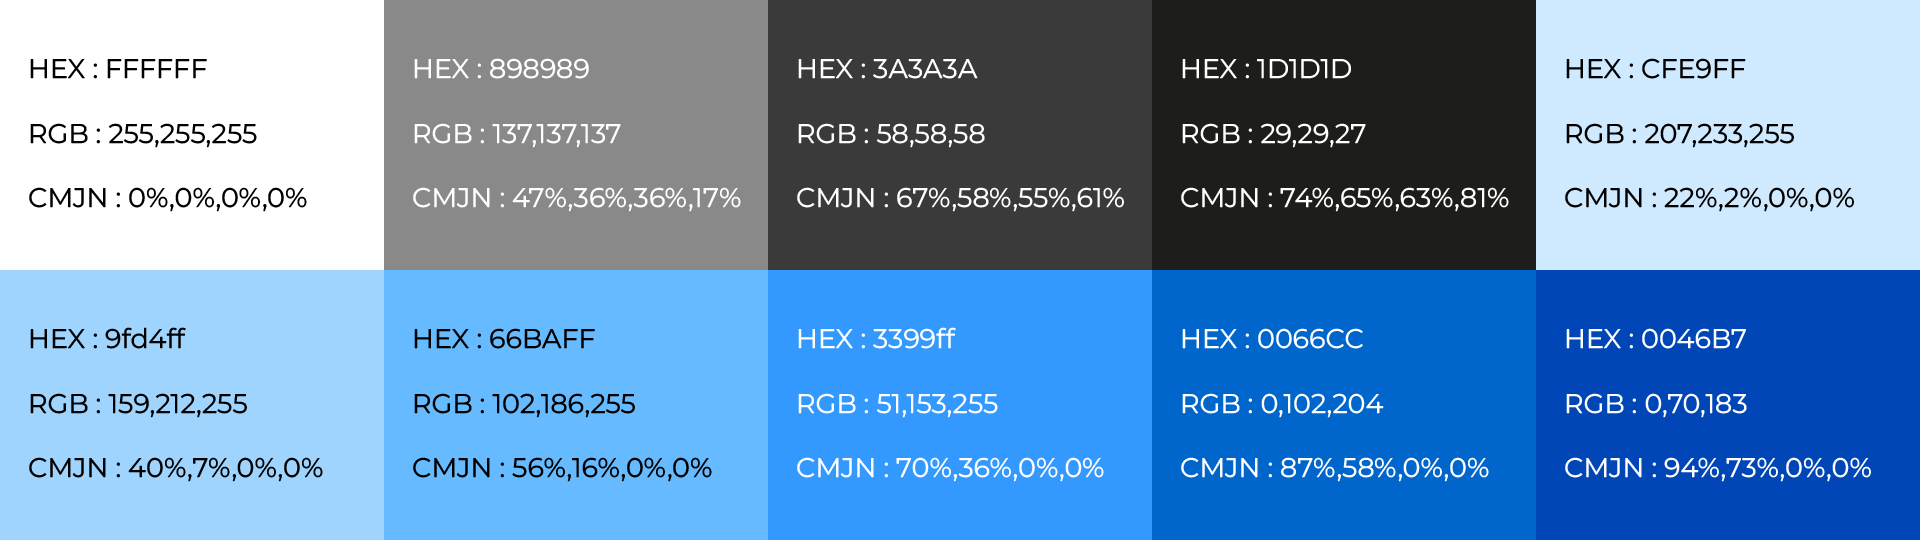 HEX : FFFFFF
RGB : 255,255,255
CMJN : 0%,0%,0%,0%
HEX : 898989
RGB : 137,137,137
CMJN : 47%,36%,36%,17%
HEX : 3A3A3A
RGB : 58,58,58
CMJN : 67%,58%,55%,61%
HEX : 1D1D1D
RGB : 29,29,27
CMJN : 74%,65%,63%,81%
HEX : CFE9FF
RGB : 207,233,255
CMJN : 22%,2%,0%,0%
HEX : 9fd4ff
RGB : 159,212,255
CMJN : 40%,7%,0%,0%
HEX : 66BAFF
RGB : 102,186,255
CMJN : 56%,16%,0%,0%
HEX : 3399ff
RGB : 51,153,255
CMJN : 70%,36%,0%,0%
HEX : 0066CC
RGB : 0,102,204
CMJN : 87%,58%,0%,0%
HEX : 0046B7
RGB : 0,70,183
CMJN : 94%,73%,0%,0%